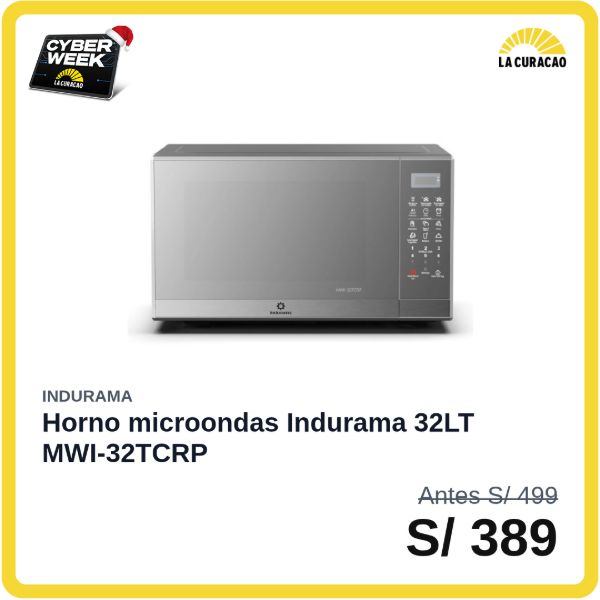 CYBER
WEEK
LA CURACAO
LA CURACAO
INDURAMA
Horno microondas Indurama 32LT
MWI-32TCRP
Antes S/ 499
S/ 389